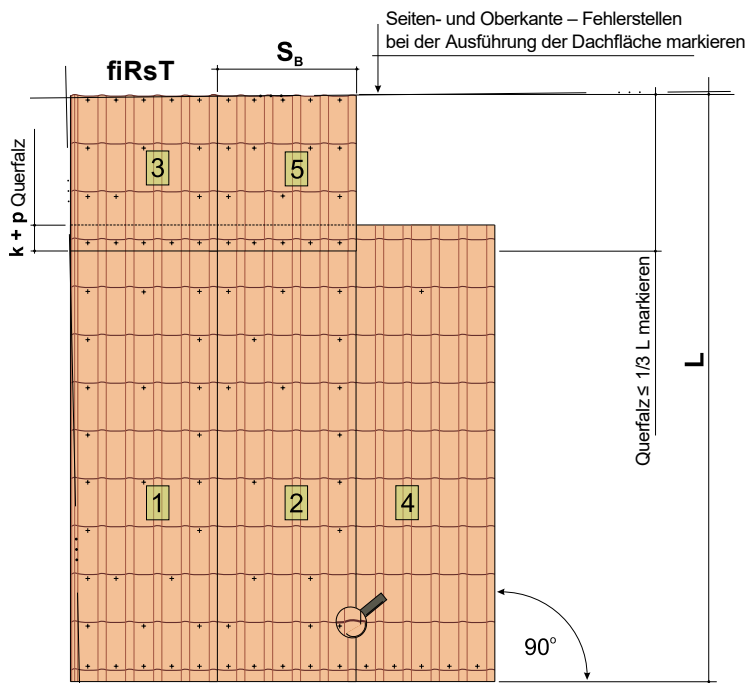 Seiten- und Oberkante – Fehlerstellen
bei der Ausführung der Dachfläche markieren
fiRsT
S_B
k + p Querfalz
3
5
Querfalz ≤ 1/3 L markieren
L
1
2
4
90°